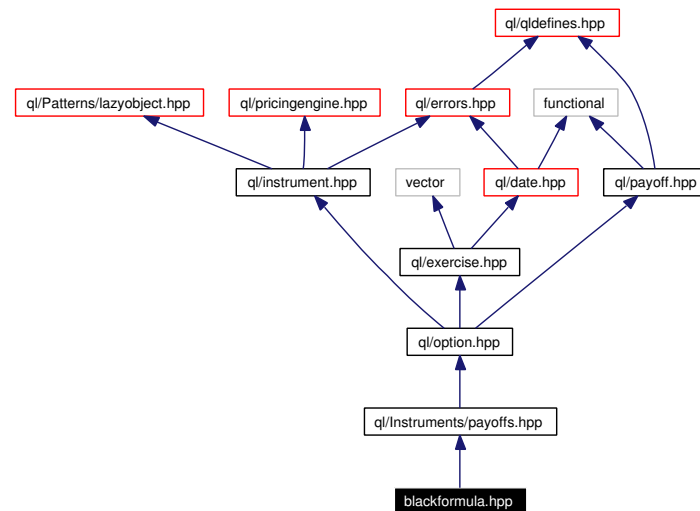 ql/qldefines.hpp
ql/Patterns/lazyobject.hpp
ql/pricingengine.hpp
ql/errors.hpp
functional
ql/instrument.hpp
vector
ql/date.hpp
ql/payoff.hpp
ql/exercise.hpp
ql/option.hpp
ql/Instruments/payoffs.hpp
blackformula.hpp